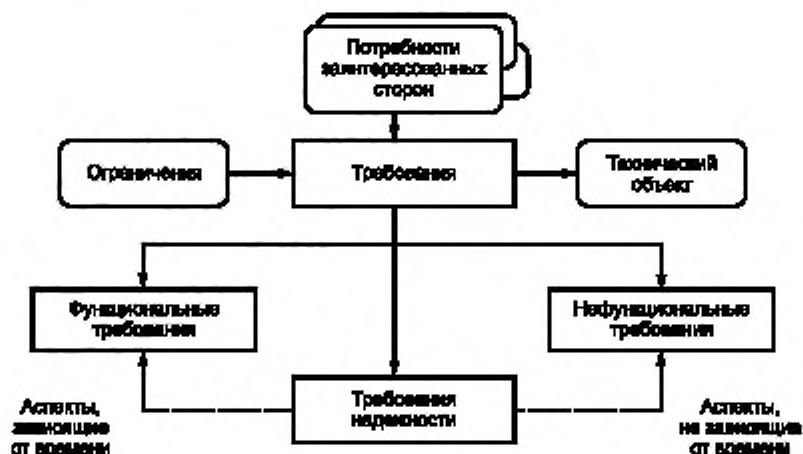 Потребности
заинтересованных
сторон
Ограничения
Требования
Технический
объект
Функциональные
требования
Нефункциональные
требования
Требования
надежности
Аспекты,
зависящие
от времени
Аспекты,
не зависящие
от времени